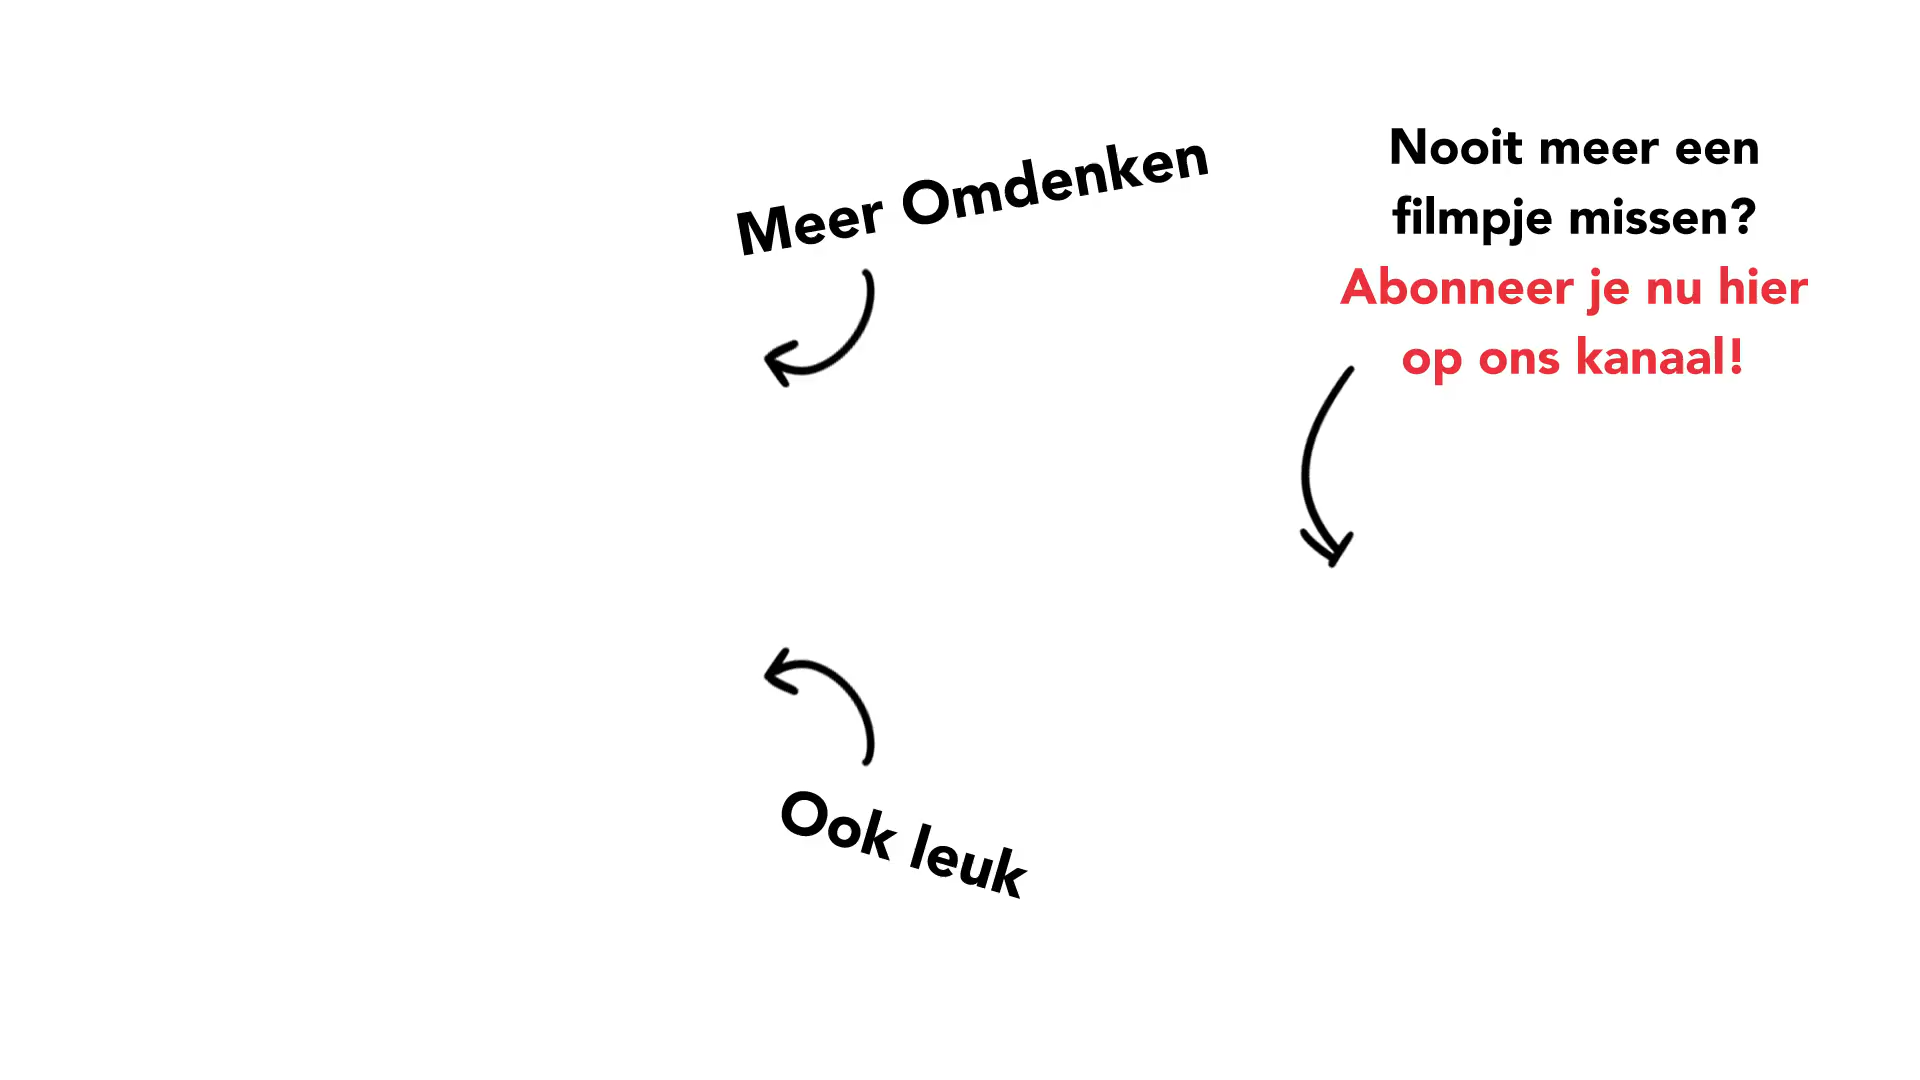 Meer Omdenken
Nooit meer een
filmpje missen?
Abonneer je nu hier
op ons kanaal!
Ook leuk